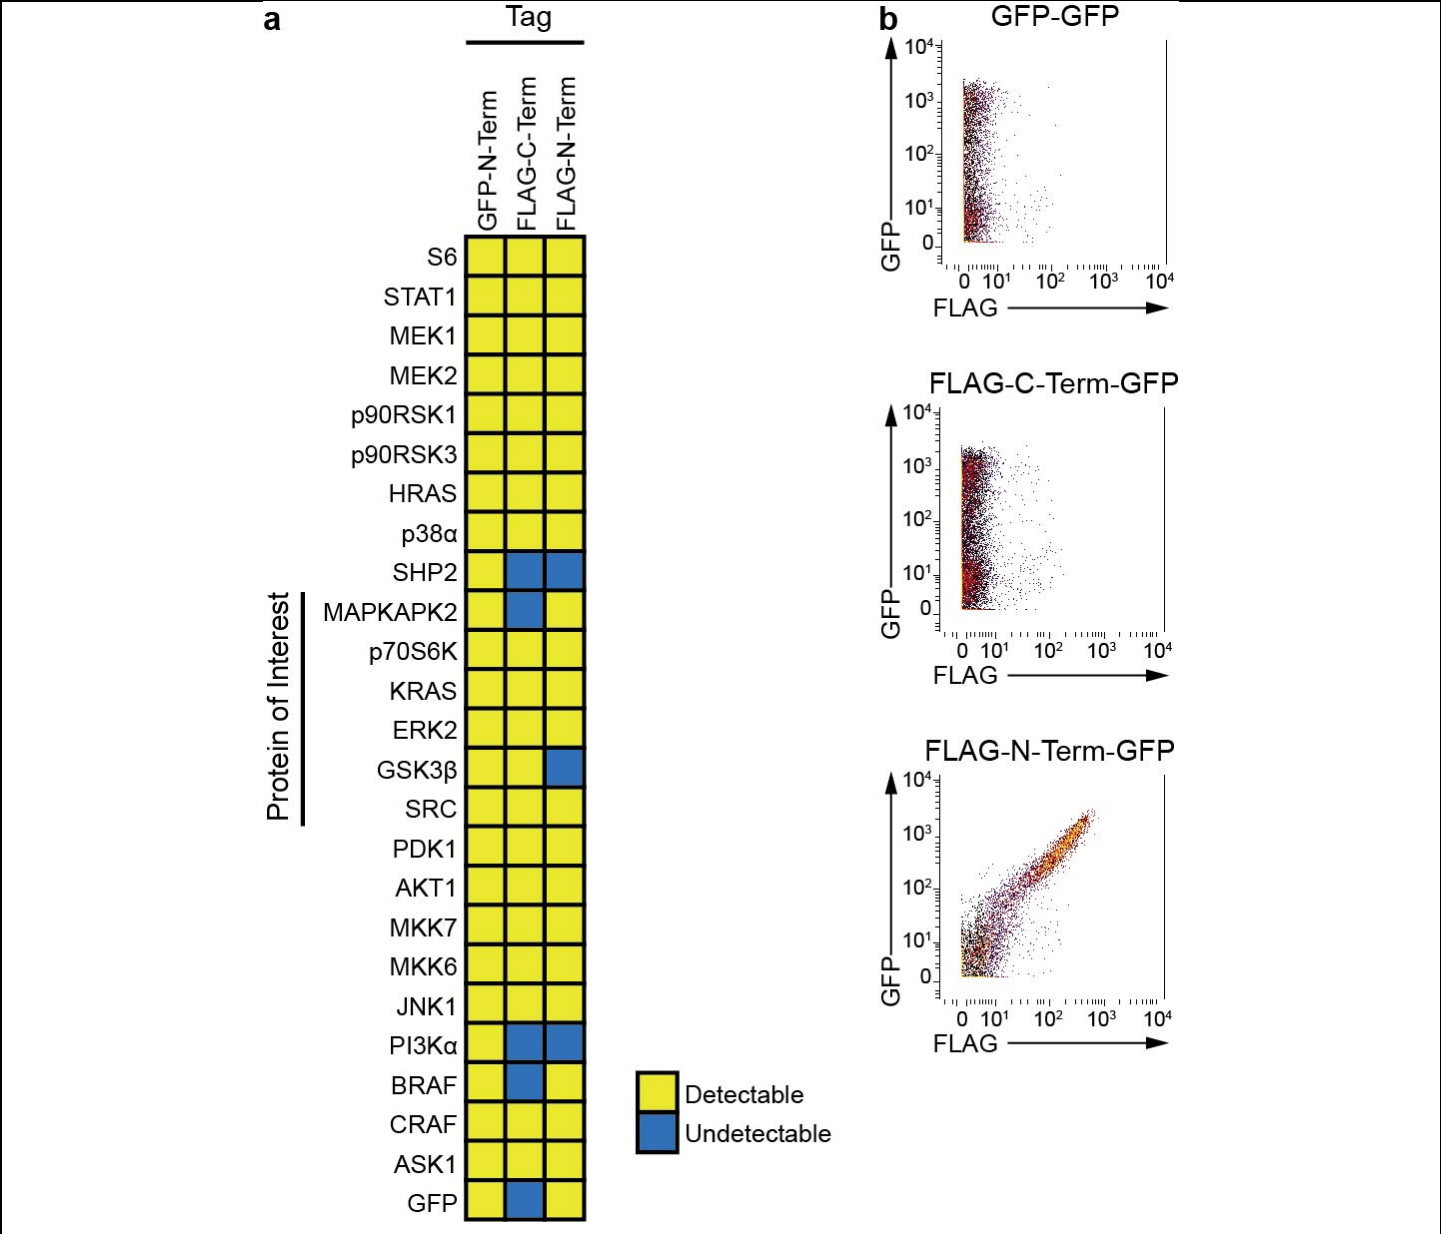 a
Tag
GFP-N-Term
FLAG-C-Term
FLAG-N-Term
Protein of Interest
S6
STAT1
MEK1
MEK2
p90RSK1
p90RSK3
HRAS
p38α
SHP2
MAPKAPK2
p70S6K
KRAS
ERK2
GSK3β
SRC
PDK1
AKT1
MKK7
MKK6
JNK1
PI3Kα
BRAF
CRAF
ASK1
GFP
Detectable
Undetectable
b
GFP-GFP
GFP
10⁴
10³
10²
10¹
0
0 10¹ 10² 10³ 10⁴
FLAG
FLAG-C-Term-GFP
GFP
10⁴
10³
10²
10¹
0
0 10¹ 10² 10³ 10⁴
FLAG
FLAG-N-Term-GFP
GFP
10⁴
10³
10²
10¹
0
0 10¹ 10² 10³ 10⁴
FLAG